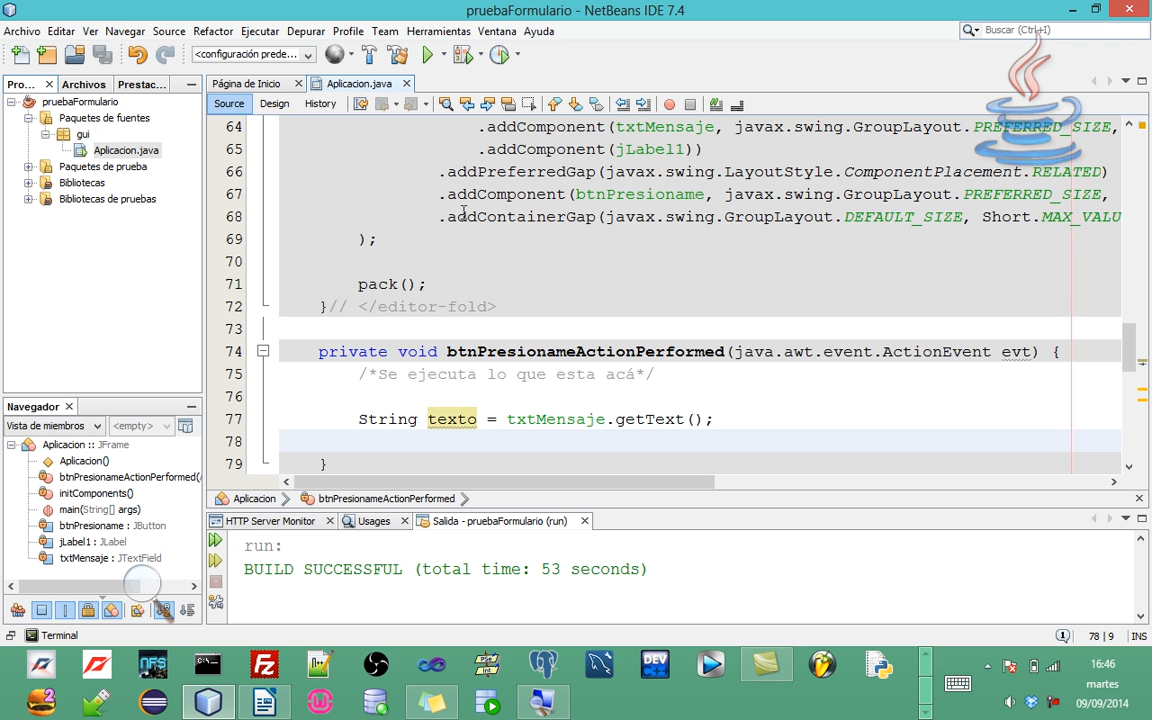 pruebaFormulario - NetBeans IDE 7.4
Archivo Editar Ver Navegar Source Refactor Ejecutar Depurar Profile Team Herramientas Ventana Ayuda
Buscar (Ctrl+I)
<configuración prede...
Pro... Archivos Prestac...
Página de Inicio Aplicacion.java
pruebaFormulario
Paquetes de fuentes
gui
Aplicacion.java
Paquetes de prueba
Bibliotecas
Bibliotecas de pruebas
Source Design History
64 .addComponent(txtMensaje, javax.swing.GroupLayout.PREFERRED_SIZE,
65 .addComponent(jLabel1))
66 .addPreferredGap(javax.swing.LayoutStyle.ComponentPlacement.RELATED)
67 .addComponent(btnPresioname, javax.swing.GroupLayout.PREFERRED_SIZE,
68 .addContainerGap(javax.swing.GroupLayout.DEFAULT_SIZE, Short.MAX_VALU
69 );
70
71 pack();
72 }// </editor-fold>
73
74 private void btnPresionameActionPerformed(java.awt.event.ActionEvent evt) {
75 /*Se ejecuta lo que esta acá*/
76
77 String texto = txtMensaje.getText();
78
79 }
Navegador
Vista de miembros <empty>
Aplicacion :: JFrame
Aplicacion()
btnPresionameActionPerformed(
initComponents()
main(String[] args)
btnPresioname : JButton
jLabel1 : JLabel
txtMensaje : JTextField
Aplicacion btnPresionameActionPerformed
HTTP Server Monitor Usages Salida - pruebaFormulario (run)
run:
BUILD SUCCESSFUL (total time: 53 seconds)
Terminal
1 78 | 9 INS
NFS
DEV
16:46
martes
09/09/2014